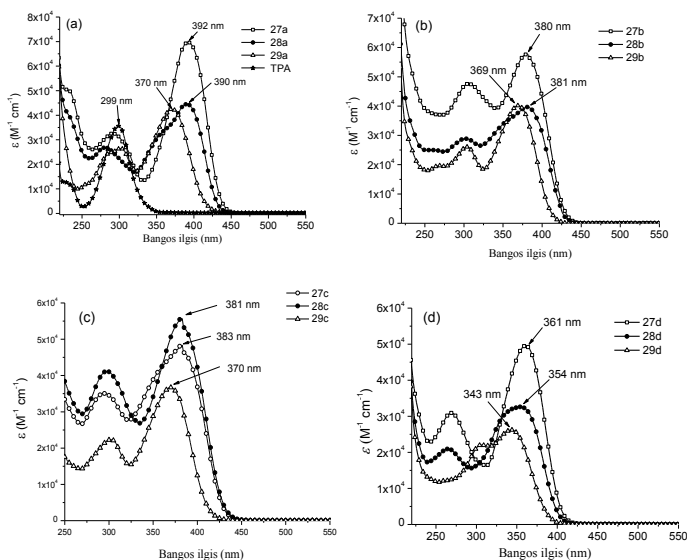 (a)
27a
28a
29a
TPA
392 nm
370 nm
390 nm
299 nm
8x10⁴
7x10⁴
6x10⁴
5x10⁴
4x10⁴
3x10⁴
2x10⁴
1x10⁴
0
ε (M⁻¹ cm⁻¹)
250 300 350 400 450 500 550
Bangos ilgis (nm)
(b)
27b
28b
29b
380 nm
369 nm
381 nm
7x10⁴
6x10⁴
5x10⁴
4x10⁴
3x10⁴
2x10⁴
1x10⁴
0
ε (M⁻¹ cm⁻¹)
250 300 350 400 450 500 550
Bangos ilgis (nm)
(c)
27c
28c
29c
381 nm
383 nm
370 nm
6x10⁴
5x10⁴
4x10⁴
3x10⁴
2x10⁴
1x10⁴
0
ε (M⁻¹ cm⁻¹)
250 300 350 400 450 500 550
Bangos ilgis (nm)
(d)
27d
28d
29d
361 nm
354 nm
343 nm
6x10⁴
5x10⁴
4x10⁴
3x10⁴
2x10⁴
1x10⁴
0
ε (M⁻¹ cm⁻¹)
250 300 350 400 450 500 550
Bangos ilgis (nm)